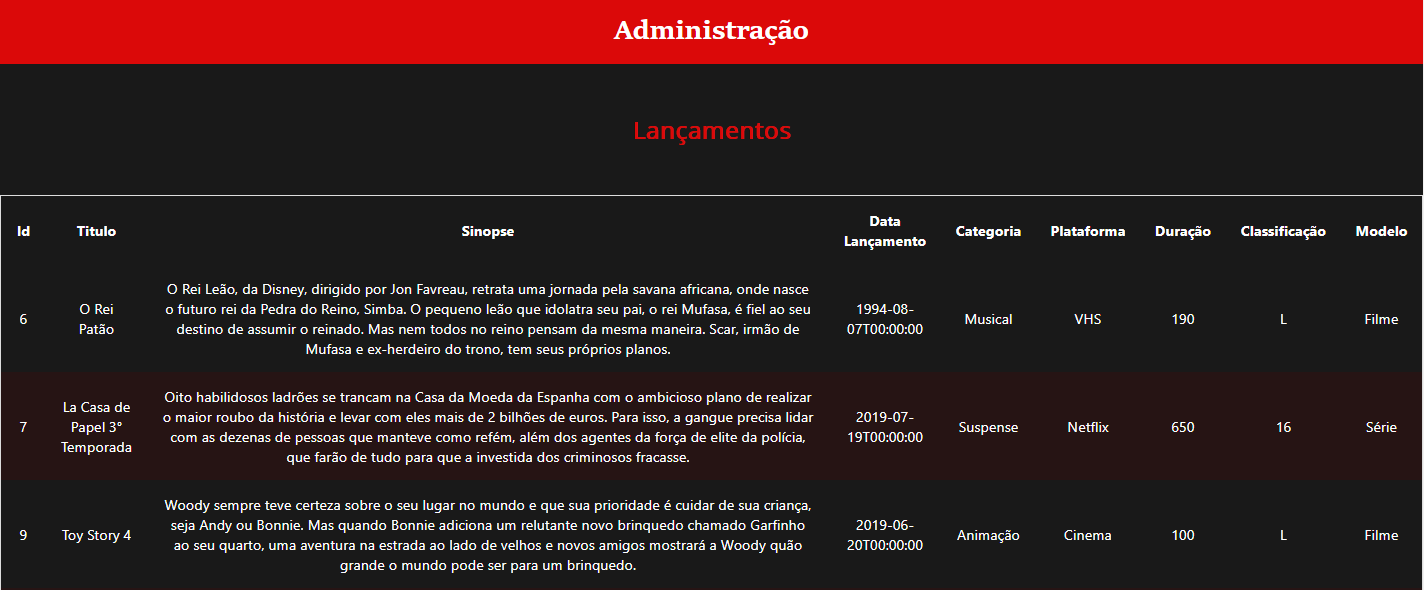 Administração
Lançamentos
Id Titulo Sinopse Data Lançamento Categoria Plataforma Duração Classificação Modelo
6
O Rei
Patão
O Rei Leão, da Disney, dirigido por Jon Favreau, retrata uma jornada pela savana africana, onde nasce
o futuro rei da Pedra do Reino, Simba. O pequeno leão que idolatra seu pai, o rei Mufasa, é fiel ao seu
destino de assumir o reinado. Mas nem todos no reino pensam da mesma maneira. Scar, irmão de
Mufasa e ex-herdeiro do trono, tem seus próprios planos.
1994-08-
07T00:00:00
Musical
VHS
190
L
Filme
7
La Casa de
Papel 3°
Temporada
Oito habilidosos ladrões se trancam na Casa da Moeda da Espanha com o ambicioso plano de realizar
o maior roubo da história e levar com eles mais de 2 bilhões de euros. Para isso, a gangue precisa lidar
com as dezenas de pessoas que manteve como refém, além dos agentes da força de elite da polícia,
que farão de tudo para que a investida dos criminosos fracasse.
2019-07-
19T00:00:00
Suspense
Netflix
650
16
Série
9
Toy Story 4
Woody sempre teve certeza sobre o seu lugar no mundo e que sua prioridade é cuidar de sua criança,
seja Andy ou Bonnie. Mas quando Bonnie adiciona um relutante novo brinquedo chamado Garfinho
ao seu quarto, uma aventura na estrada ao lado de velhos e novos amigos mostrará a Woody quão
grande o mundo pode ser para um brinquedo.
2019-06-
20T00:00:00
Animação
Cinema
100
L
Filme